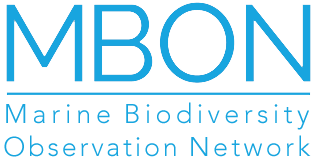 MBON
Marine Biodiversity
Observation Network